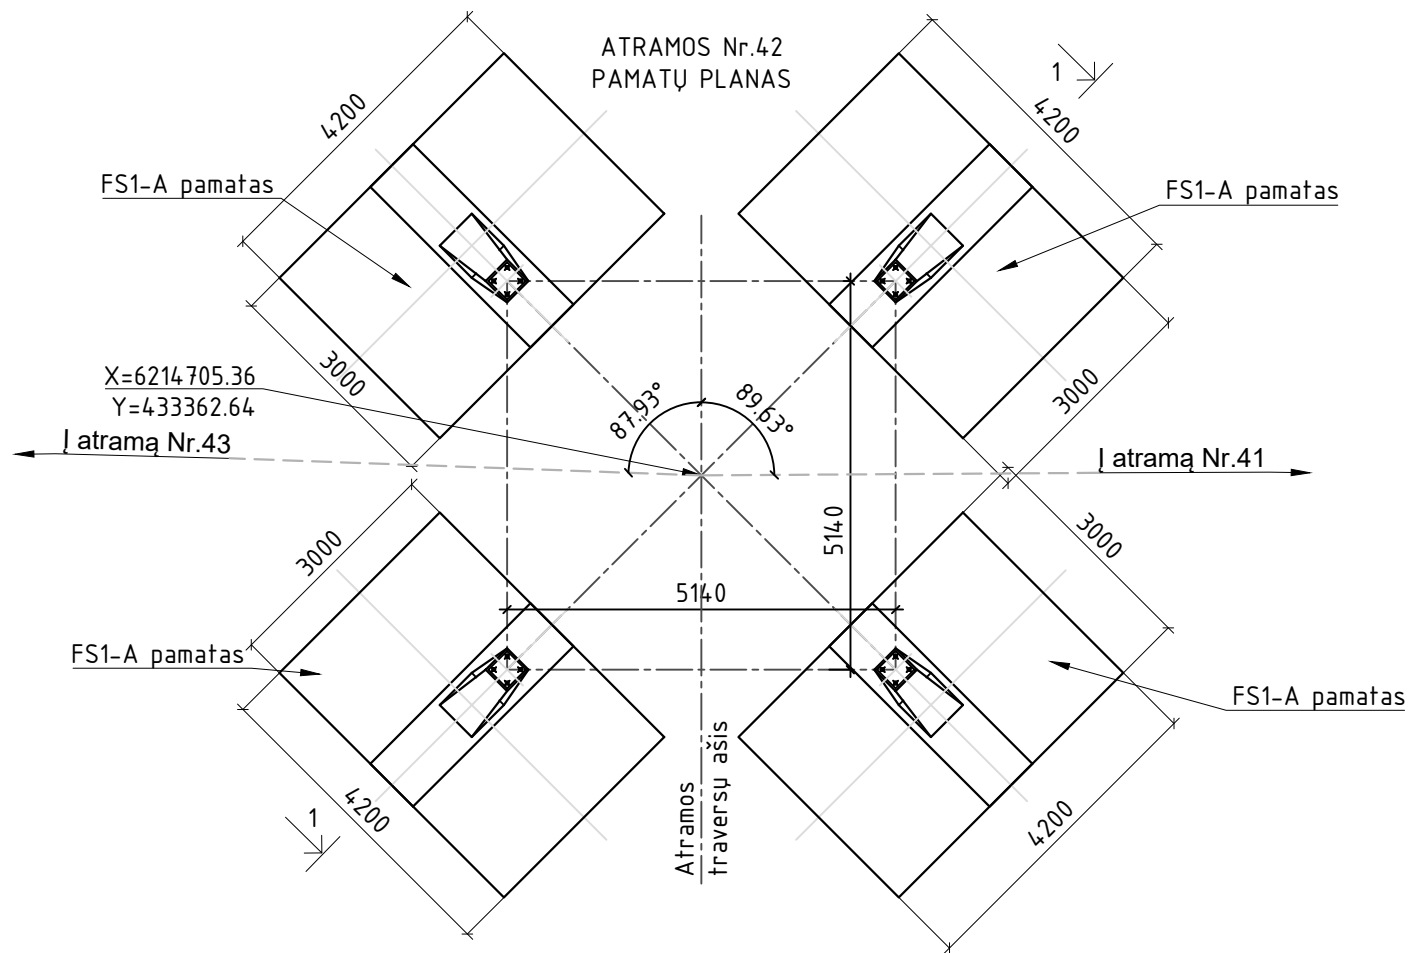 ATRAMOS Nr.42
PAMATŲ PLANAS
1
4200
4200
FS1-A pamatas
FS1-A pamatas
3000
3000
X=6214705.36
Y=433362.64
87.93°
89.63°
Į atramą Nr.43
Į atramą Nr.41
3000
3000
5140
5140
FS1-A pamatas
FS1-A pamatas
4200
4200
1
Atramos
traversų ašis